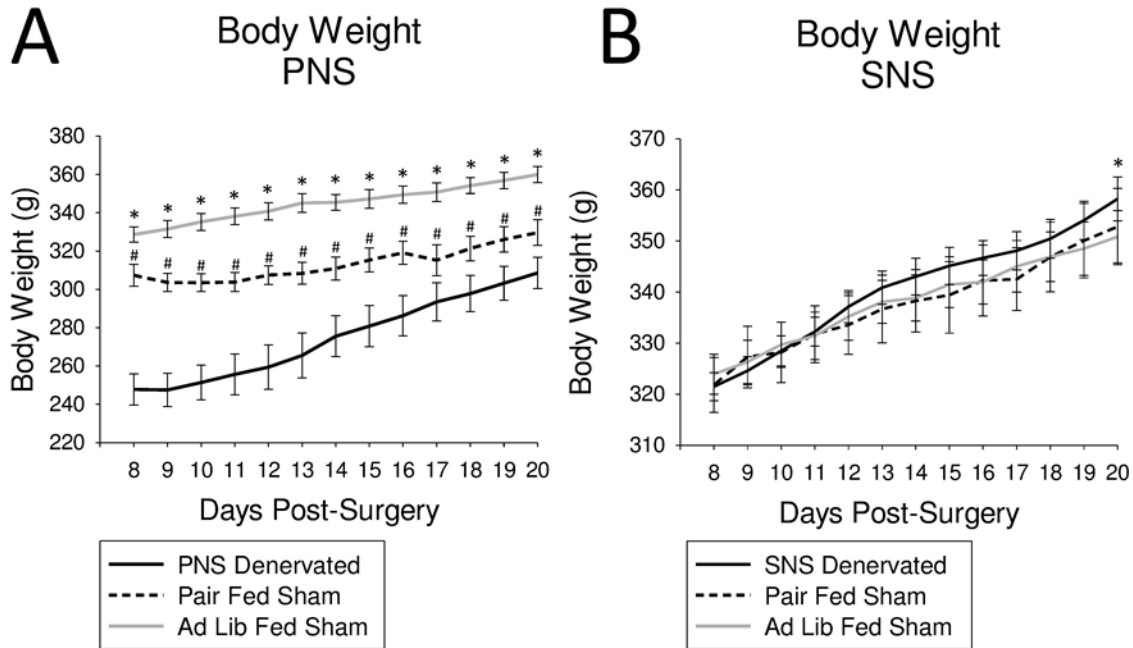 A
Body Weight
PNS
Body Weight (g)
380
360
340
320
300
280
260
240
220
* * * * * * * * * * * * *
# # # # # # # # # # # # #
8 9 10 11 12 13 14 15 16 17 18 19 20
Days Post-Surgery
PNS Denervated
Pair Fed Sham
Ad Lib Fed Sham
B
Body Weight
SNS
Body Weight (g)
370
360
350
340
330
320
310
*
8 9 10 11 12 13 14 15 16 17 18 19 20
Days Post-Surgery
SNS Denervated
Pair Fed Sham
Ad Lib Fed Sham